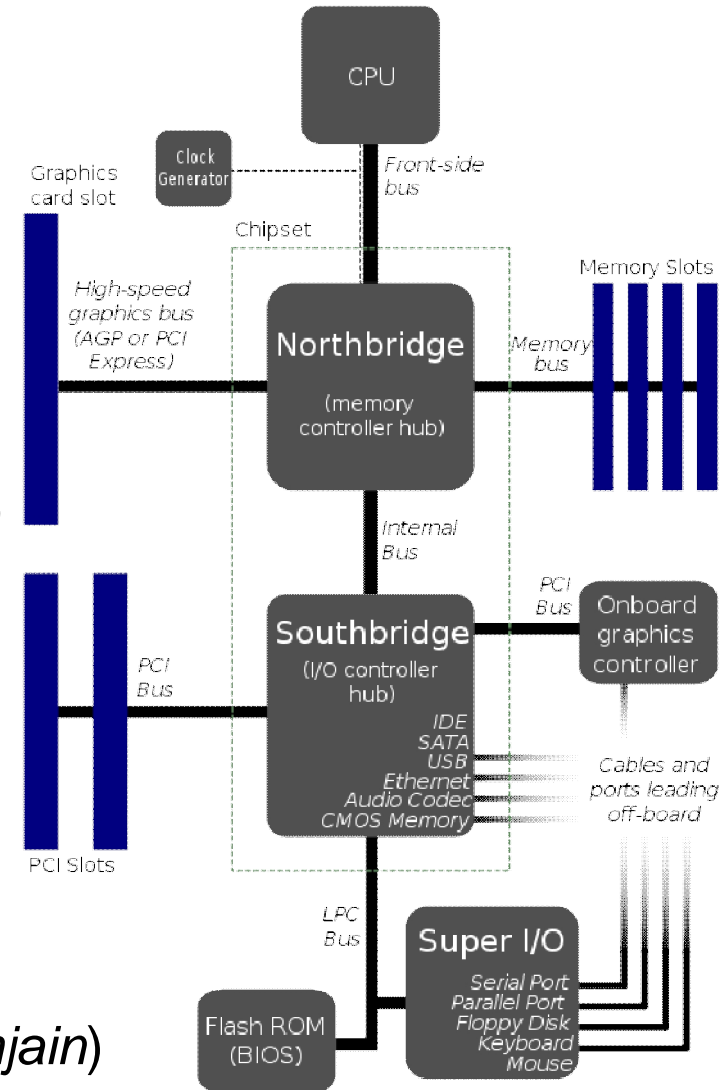 CPU
Clock
Generator
Front-side
bus
Graphics
card slot
Chipset
Memory Slots
High-speed
graphics bus
(AGP or PCI
Express)
Northbridge
(memory
controller hub)
Memory
bus
Internal
Bus
PCI
Bus
Onboard
graphics
controller
Southbridge
(I/O controller
hub)
PCI
Bus
IDE
SATA
USB
Ethernet
Audio Codec
CMOS Memory
Cables and
ports leading
off-board
PCI Slots
LPC
Bus
Super I/O
Serial Port
Parallel Port
Floppy Disk
Keyboard
Mouse
Flash ROM
(BIOS)
njain)